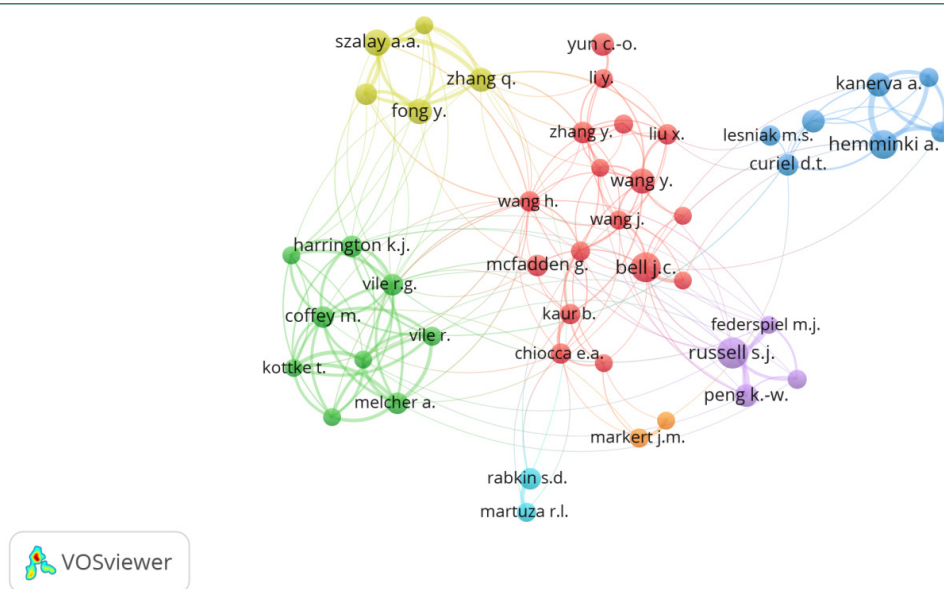 szalay a.a.
zhang q.
fong y.
yun c.-o.
li y.
zhang y.
liu x.
wang y.
wang h.
wang j.
mcfadden g.
bell j.c.
kaur b.
chiocca e.a.
kanerva a.
lesniak m.s.
hemminki a.
curiel d.t.
harrington k.j.
vile r.g.
coffey m.
vile r.
kottke t.
melcher a.
federspiel m.j.
russell s.j.
peng k.-w.
markert j.m.
rabkin s.d.
martuza r.l.
VOSviewer